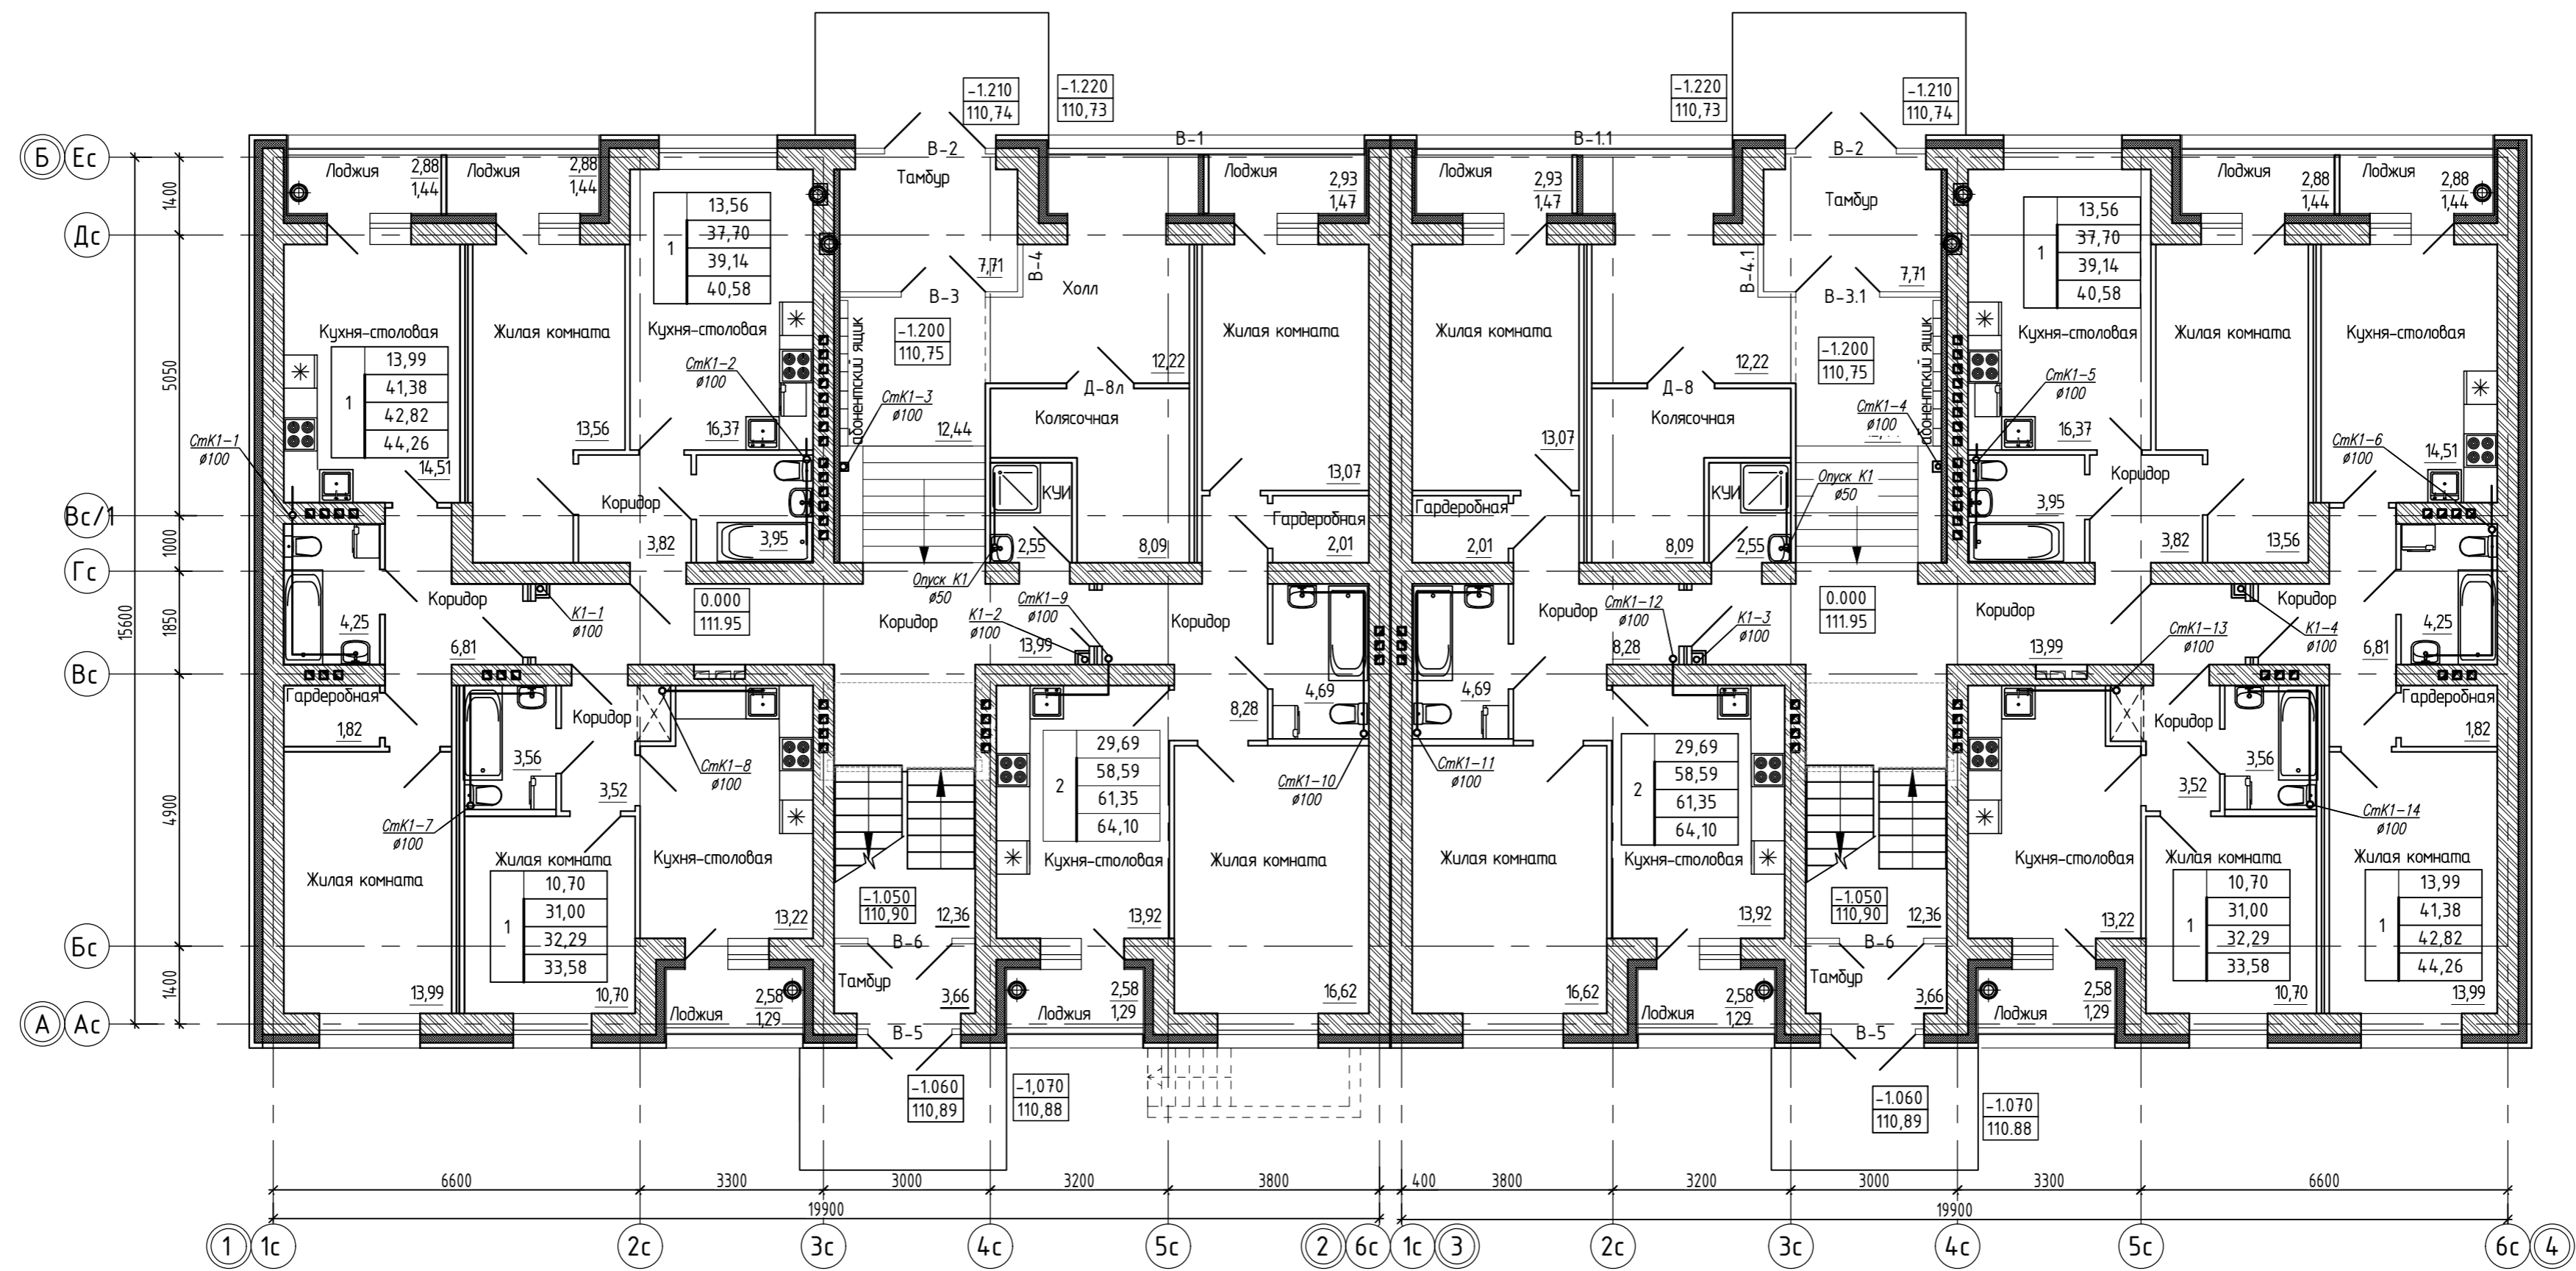 -1.210
110,74
-1.220
110,73
-1.220
110,73
-1.210
110,74
Б Ес
В-2
В-1
В-1.1
В-2
Лоджия
2,88
1,44
Лоджия
2,88
1,44
Тамбур
Лоджия
2,93
1,47
Лоджия
2,93
1,47
Тамбур
Лоджия
2,88
1,44
Лоджия
2,88
1,44
1400
Дс
1
13,56
37,70
39,14
40,58
1
13,56
37,70
39,14
40,58
7,71
В-4
В-3
Холл
В-4.1
В-3.1
7,71
Кухня-столовая
Жилая комната
Кухня-столовая
абонентский ящик
-1.200
110,75
Жилая комната
Жилая комната
-1.200
110,75
абонентский ящик
Кухня-столовая
Жилая комната
Кухня-столовая
1
13,99
41,38
42,82
44,26
СтК1-2
ø100
СтК1-3
ø100
12,22
Д-8л
Колясочная
12,22
Д-8
Колясочная
СтК1-4
ø100
СтК1-5
ø100
5050
15600
13,56
16,37
12,44
13,07
13,07
16,37
СтК1-1
ø100
14,51
СтК1-6
ø100
14,51
Коридор
КУИ
КУИ
Опуск К1
ø50
Коридор
Гардеробная
Гардеробная
3,95
Вс/1
1000
3,82
3,95
2,55
8,09
2,01
2,01
8,09
2,55
3,82
13,56
Гс
Опуск К1
ø50
Коридор
К1-1
ø100
0.000
111.95
Коридор
К1-2
ø100
СтК1-9
ø100
Коридор
Коридор
СтК1-12
ø100
К1-3
ø100
0.000
111.95
Коридор
СтК1-13
ø100
Коридор
К1-4
ø100
1850
4,25
6,81
13,99
8,28
13,99
6,81
4,25
Вс
Гардеробная
1,82
Коридор
4,69
8,28
4,69
Коридор
Гардеробная
1,82
3,56
3,52
СтК1-7
ø100
СтК1-8
ø100
2
29,69
58,59
61,35
64,10
СтК1-10
ø100
СтК1-11
ø100
2
29,69
58,59
61,35
64,10
3,56
3,52
СтК1-14
ø100
4900
Жилая комната
Жилая комната
Кухня-столовая
Кухня-столовая
Жилая комната
Жилая комната
Кухня-столовая
Кухня-столовая
Жилая комната
Жилая комната
1
10,70
31,00
32,29
33,58
-1.050
110,90
-1.050
110,90
1
10,70
31,00
32,29
33,58
1
13,99
41,38
42,82
44,26
13,22
12,36
13,92
13,92
12,36
13,22
Бс
В-6
В-6
Тамбур
Тамбур
1400
13,99
10,70
Лоджия
2,58
1,29
3,66
Лоджия
2,58
1,29
16,62
16,62
Лоджия
2,58
1,29
3,66
Лоджия
2,58
1,29
10,70
13,99
А Ас
В-5
В-5
-1.060
110,89
-1,070
110,88
-1.060
110,89
-1.070
110.88
6600
3300
3000
3200
3800
400
3800
3200
3000
3300
6600
19900
19900
1 1с
2с
3с
4с
5с
2 6с
1с 3
2с
3с
4с
5с
6с 4